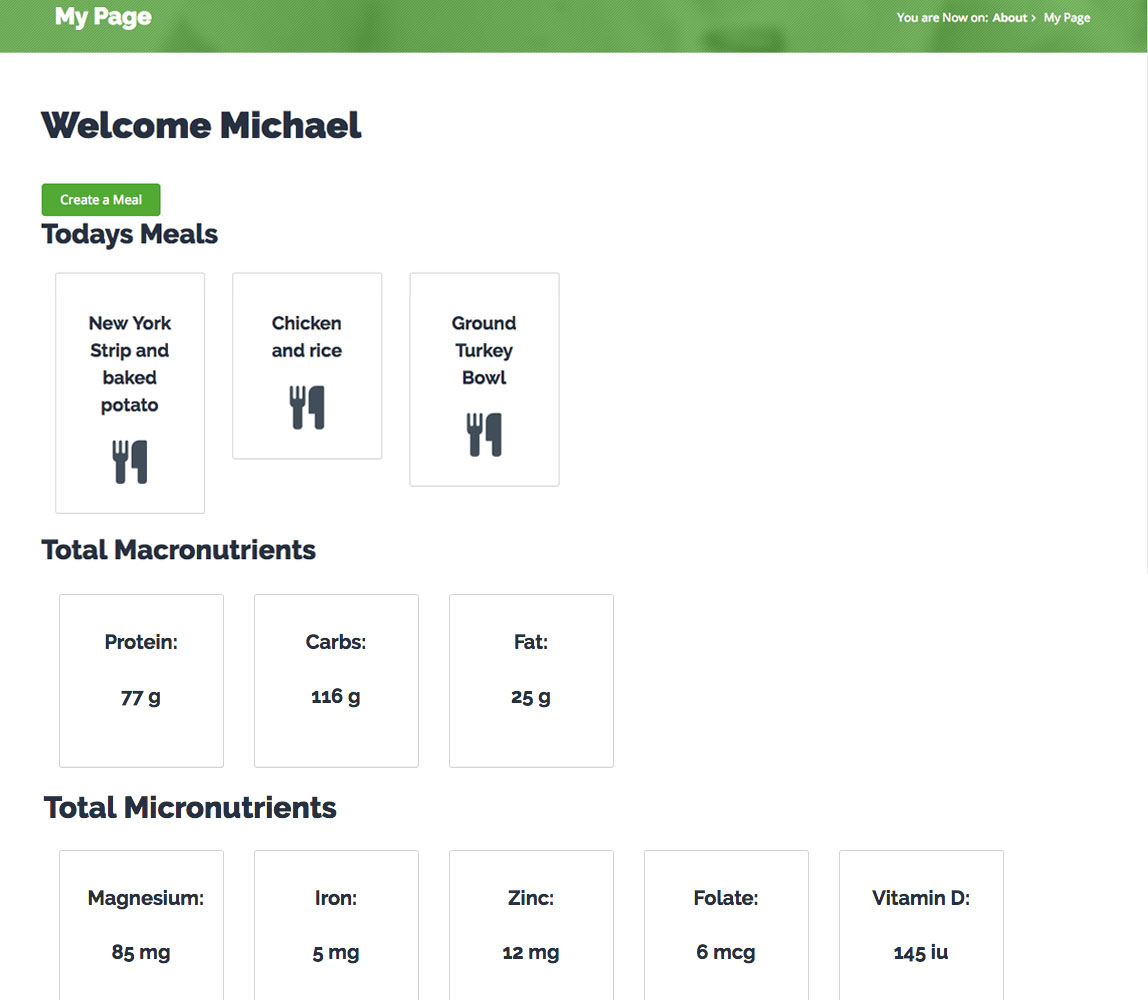 My Page
You are Now on: About › My Page
Welcome Michael
Create a Meal
Todays Meals
New York
Strip and
baked
potato
Chicken
and rice
Ground
Turkey
Bowl
Total Macronutrients
Protein:
77 g
Carbs:
116 g
Fat:
25 g
Total Micronutrients
Magnesium:
85 mg
Iron:
5 mg
Zinc:
12 mg
Folate:
6 mcg
Vitamin D:
145 iu